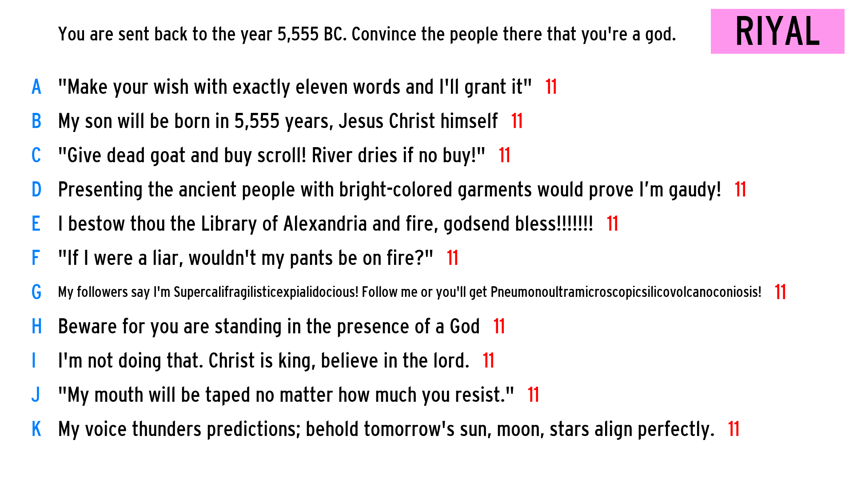 You are sent back to the year 5,555 BC. Convince the people there that you're a god.
RIYAL
A "Make your wish with exactly eleven words and I'll grant it" 11
B My son will be born in 5,555 years, Jesus Christ himself 11
C "Give dead goat and buy scroll! River dries if no buy!" 11
D Presenting the ancient people with bright-colored garments would prove I’m gaudy! 11
E I bestow thou the Library of Alexandria and fire, godsend bless!!!!!!! 11
F "If I were a liar, wouldn't my pants be on fire?" 11
G My followers say I'm Supercalifragilisticexpialidocious! Follow me or you'll get Pneumonoultramicroscopicsilicovolcanoconiosis! 11
H Beware for you are standing in the presence of a God 11
I I'm not doing that. Christ is king, believe in the lord. 11
J "My mouth will be taped no matter how much you resist." 11
K My voice thunders predictions; behold tomorrow's sun, moon, stars align perfectly. 11